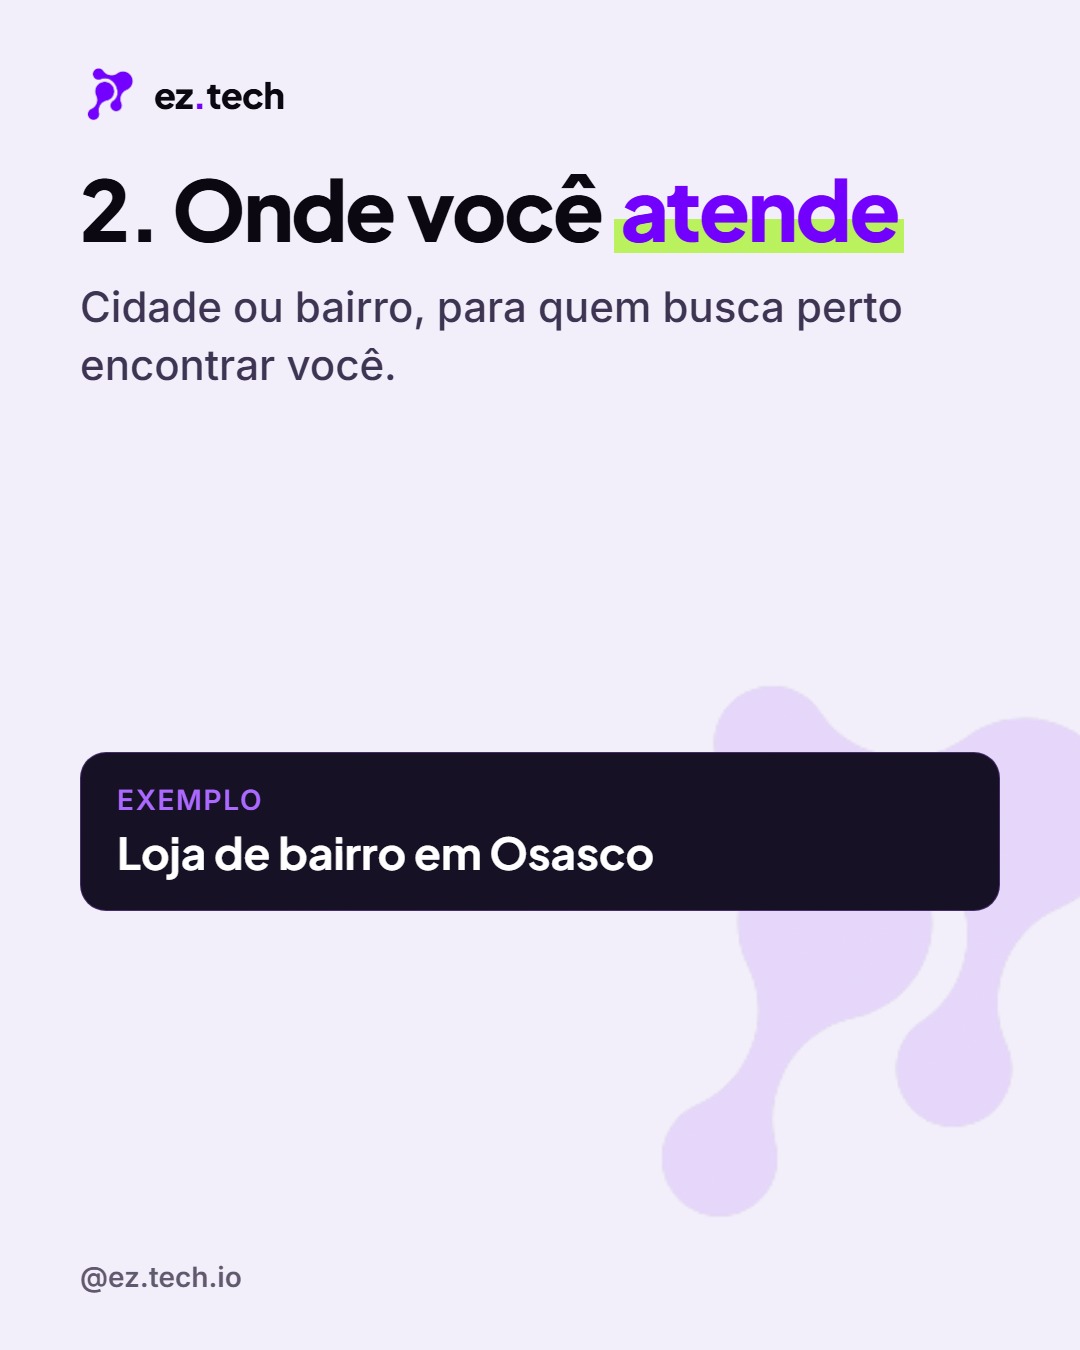 ez.tech
2. Onde você atende
Cidade ou bairro, para quem busca perto
encontrar você.
EXEMPLO
Loja de bairro em Osasco
@ez.tech.io